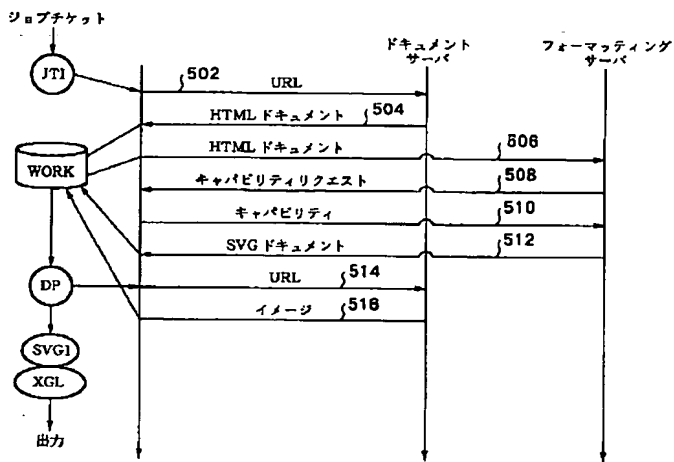 ジョブチケット
ドキュメント
サーバ
フォーマッティング
サーバ
JTI
502
URL
HTMLドキュメント
504
HTMLドキュメント
506
WORK
キャパビリティリクエスト
508
キャパビリティ
510
SVGドキュメント
512
DP
URL
514
イメージ
516
SVGI
XGL
出力